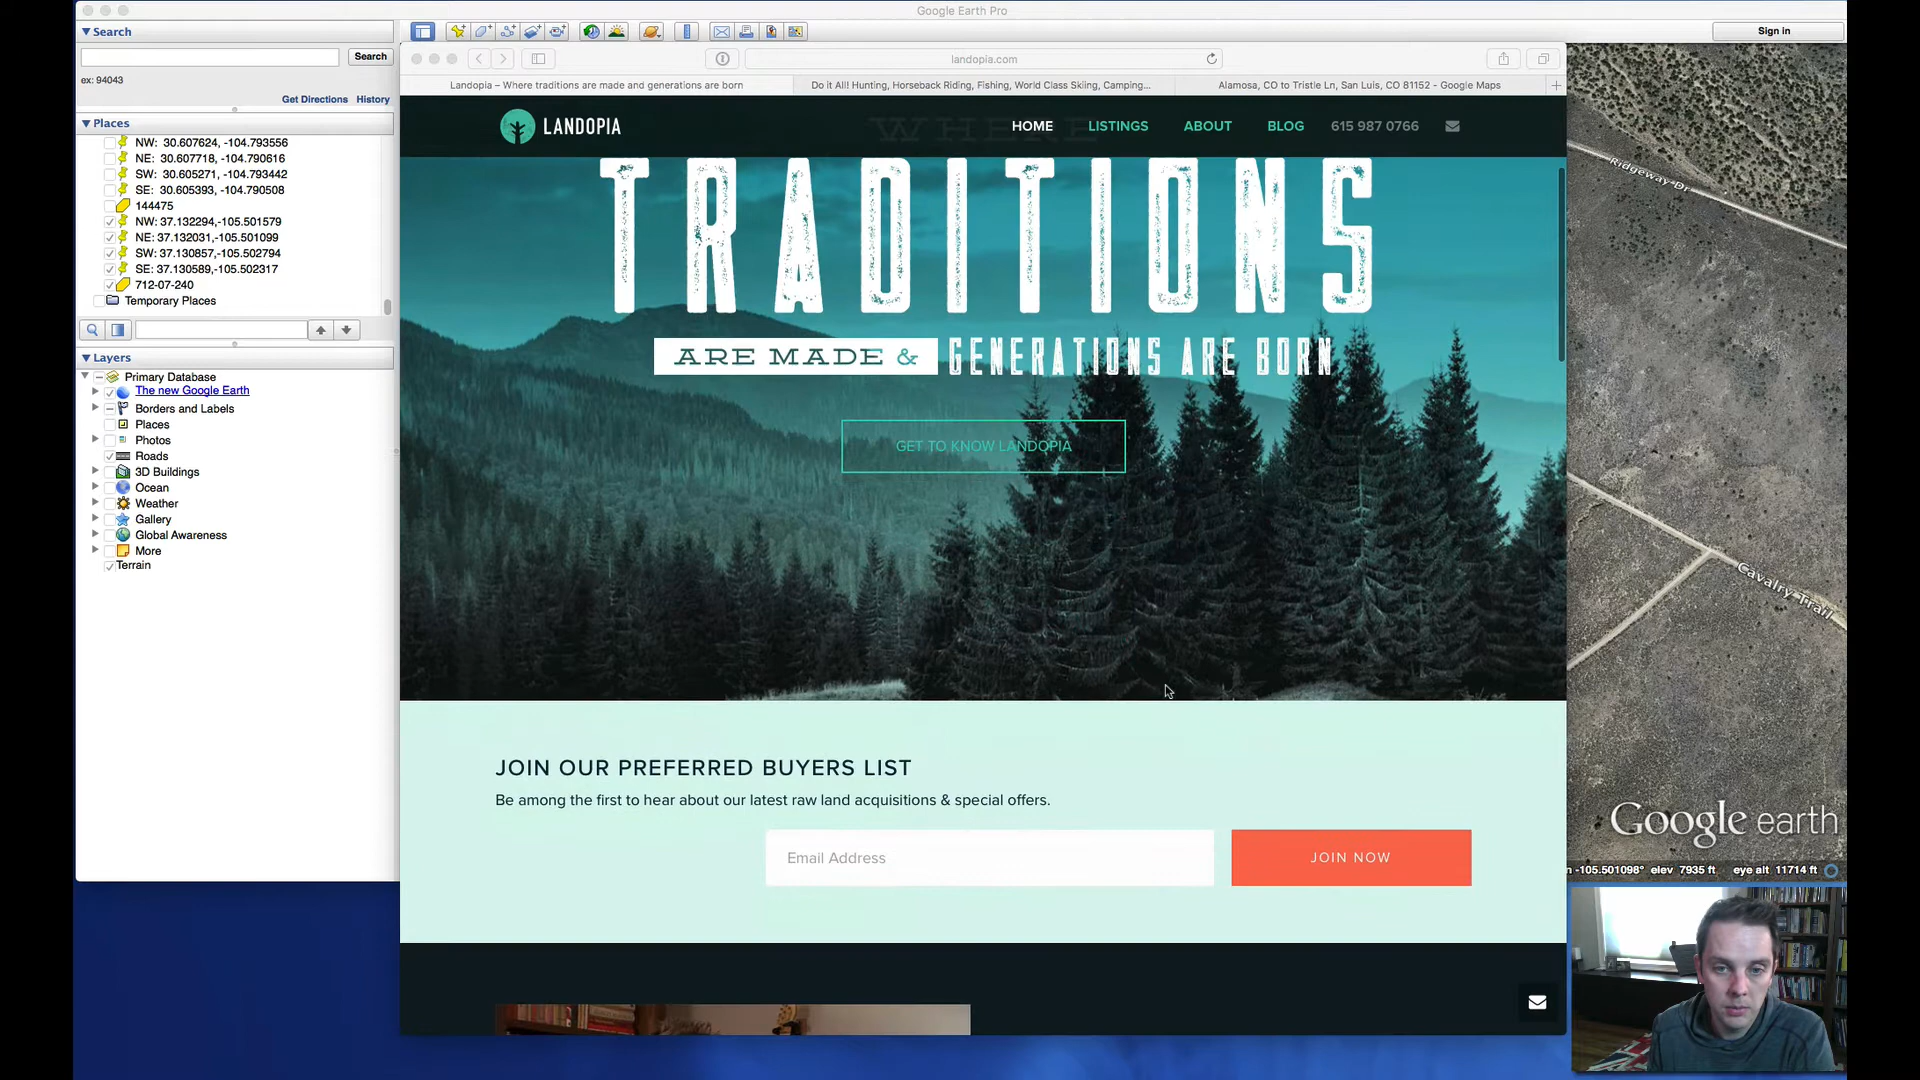 Google Earth Pro
Search
Sign in
Search
ex: 94043
Get Directions History
Places
NW: 30.607624, -104.793556
NE: 30.607718, -104.790616
SW: 30.605271, -104.793442
SE: 30.605393, -104.790508
144475
NW: 37.132294,-105.501579
NE: 37.132031,-105.501099
SW: 37.130857,-105.502794
SE: 37.130589,-105.502317
712-07-240
Temporary Places
Layers
Primary Database
The new Google Earth
Borders and Labels
Places
Photos
Roads
3D Buildings
Ocean
Weather
Gallery
Global Awareness
More
Terrain
landopia.com
Landopia – Where traditions are made and generations are born
Do it All! Hunting, Horseback Riding, Fishing, World Class Skiing, Camping...
Alamosa, CO to Tristle Ln, San Luis, CO 81152 - Google Maps
LANDOPIA
HOME LISTINGS ABOUT BLOG 615 987 0766
WHERE
TRADITIONS
ARE MADE & GENERATIONS ARE BORN
GET TO KNOW LANDOPIA
JOIN OUR PREFERRED BUYERS LIST
Be among the first to hear about our latest raw land acquisitions & special offers.
Email Address
JOIN NOW
Ridgeway Dr
Cavalry Trail
Google earth
-105.501098° elev 7935 ft eye alt 11714 ft